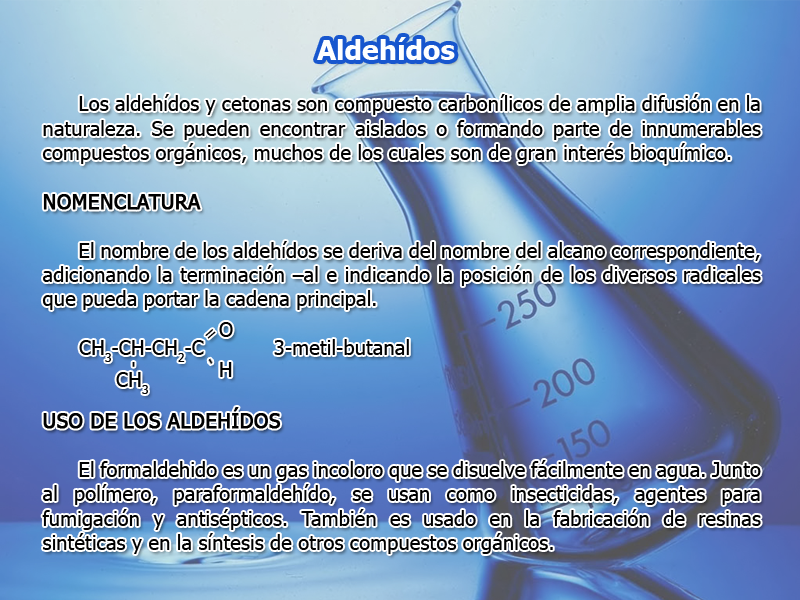 Aldehídos
Los aldehídos y cetonas son compuesto carbonílicos de amplia difusión en la
naturaleza. Se pueden encontrar aislados o formando parte de innumerables
compuestos orgánicos, muchos de los cuales son de gran interés bioquímico.
NOMENCLATURA
El nombre de los aldehídos se deriva del nombre del alcano correspondiente,
adicionando la terminación –al e indicando la posición de los diversos radicales
que pueda portar la cadena principal.
O
CH3-CH-CH2-C 3-metil-butanal
H
CH3
USO DE LOS ALDEHÍDOS
El formaldehido es un gas incoloro que se disuelve fácilmente en agua. Junto
al polímero, paraformaldehído, se usan como insecticidas, agentes para
fumigación y antisépticos. También es usado en la fabricación de resinas
sintéticas y en la síntesis de otros compuestos orgánicos.
250
200
150